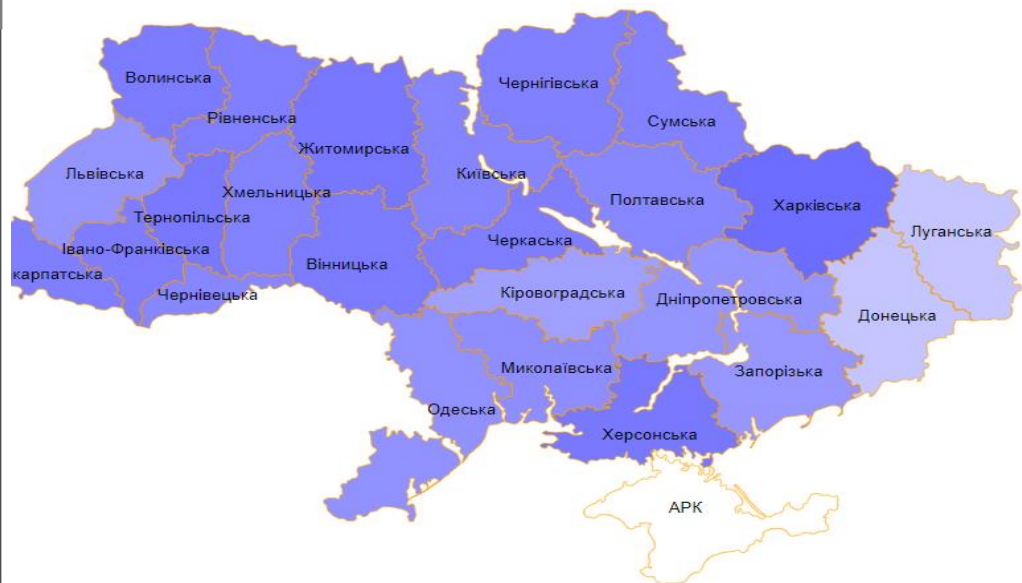 Волинська
Чернігівська
Рівненська
Сумська
Житомирська
Львівська
Київська
Хмельницька
Полтавська
Харківська
Тернопільська
Луганська
Івано-Франківська
Черкаська
Вінницька
карпатська
Чернівецька
Кіровоградська
Дніпропетровська
Донецька
Миколаївська
Запорізька
Одеська
Херсонська
АРК